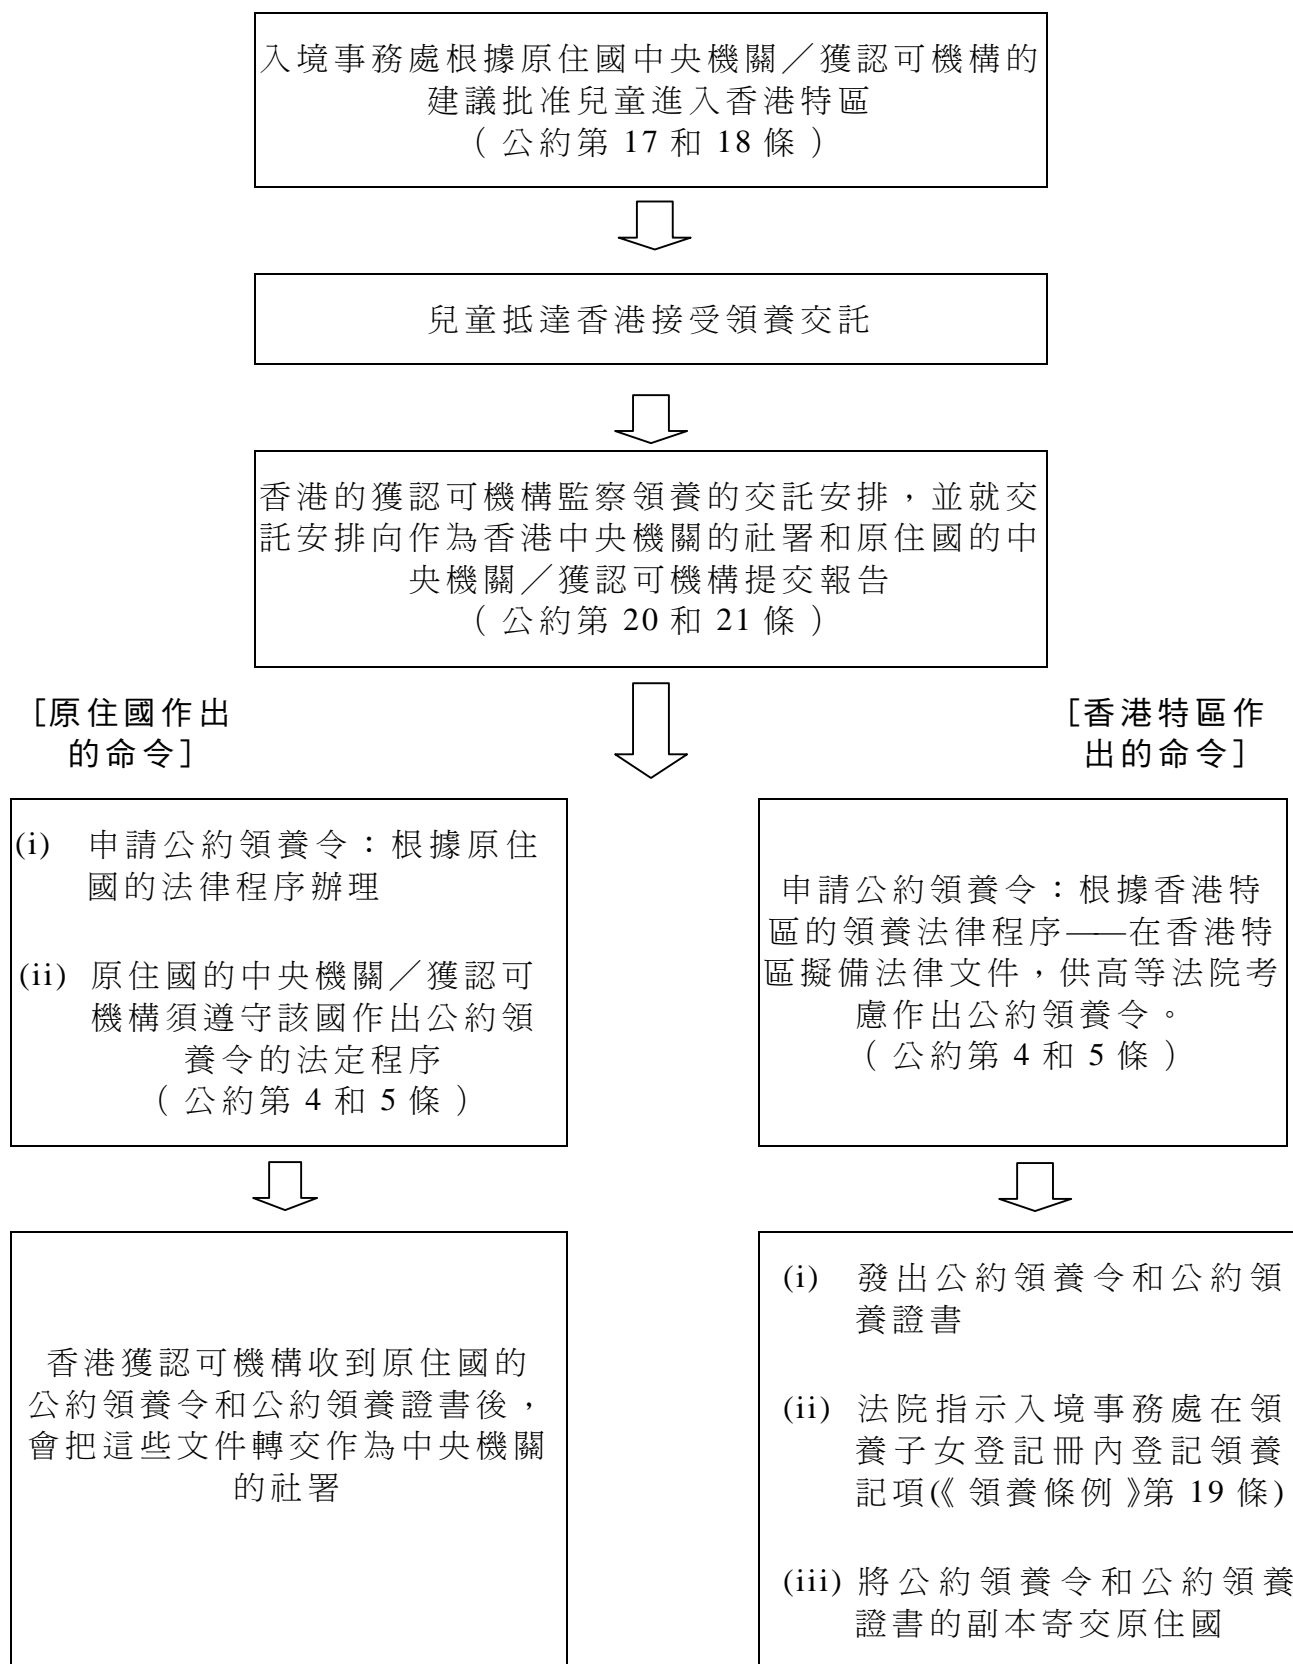 入境事務處根據原住國中央機關／獲認可機構的
建議批准兒童進入香港特區
（公約第 17 和 18 條）
兒童抵達香港接受領養交託
香港的獲認可機構監察領養的交託安排，並就交
託安排向作為香港中央機關的社署和原住國的中
央機關／獲認可機構提交報告
（公約第 20 和 21 條）
[原住國作出
的命令]
(i) 申請公約領養令：根據原住
國的法律程序辦理
(ii) 原住國的中央機關／獲認可
機構須遵守該國作出公約領
養令的法定程序
（公約第 4 和 5 條）
香港獲認可機構收到原住國的
公約領養令和公約領養證書後，
會把這些文件轉交作為中央機關
的社署
[香港特區作
出的命令]
申請公約領養令：根據香港特
區的領養法律程序——在香港特
區擬備法律文件，供高等法院考
慮作出公約領養令。
（公約第 4 和 5 條）
(i) 發出公約領養令和公約領
養證書
(ii) 法院指示入境事務處在領
養子女登記冊內登記領養
記項(《領養條例》第 19 條)
(iii) 將公約領養令和公約領養
證書的副本寄交原住國